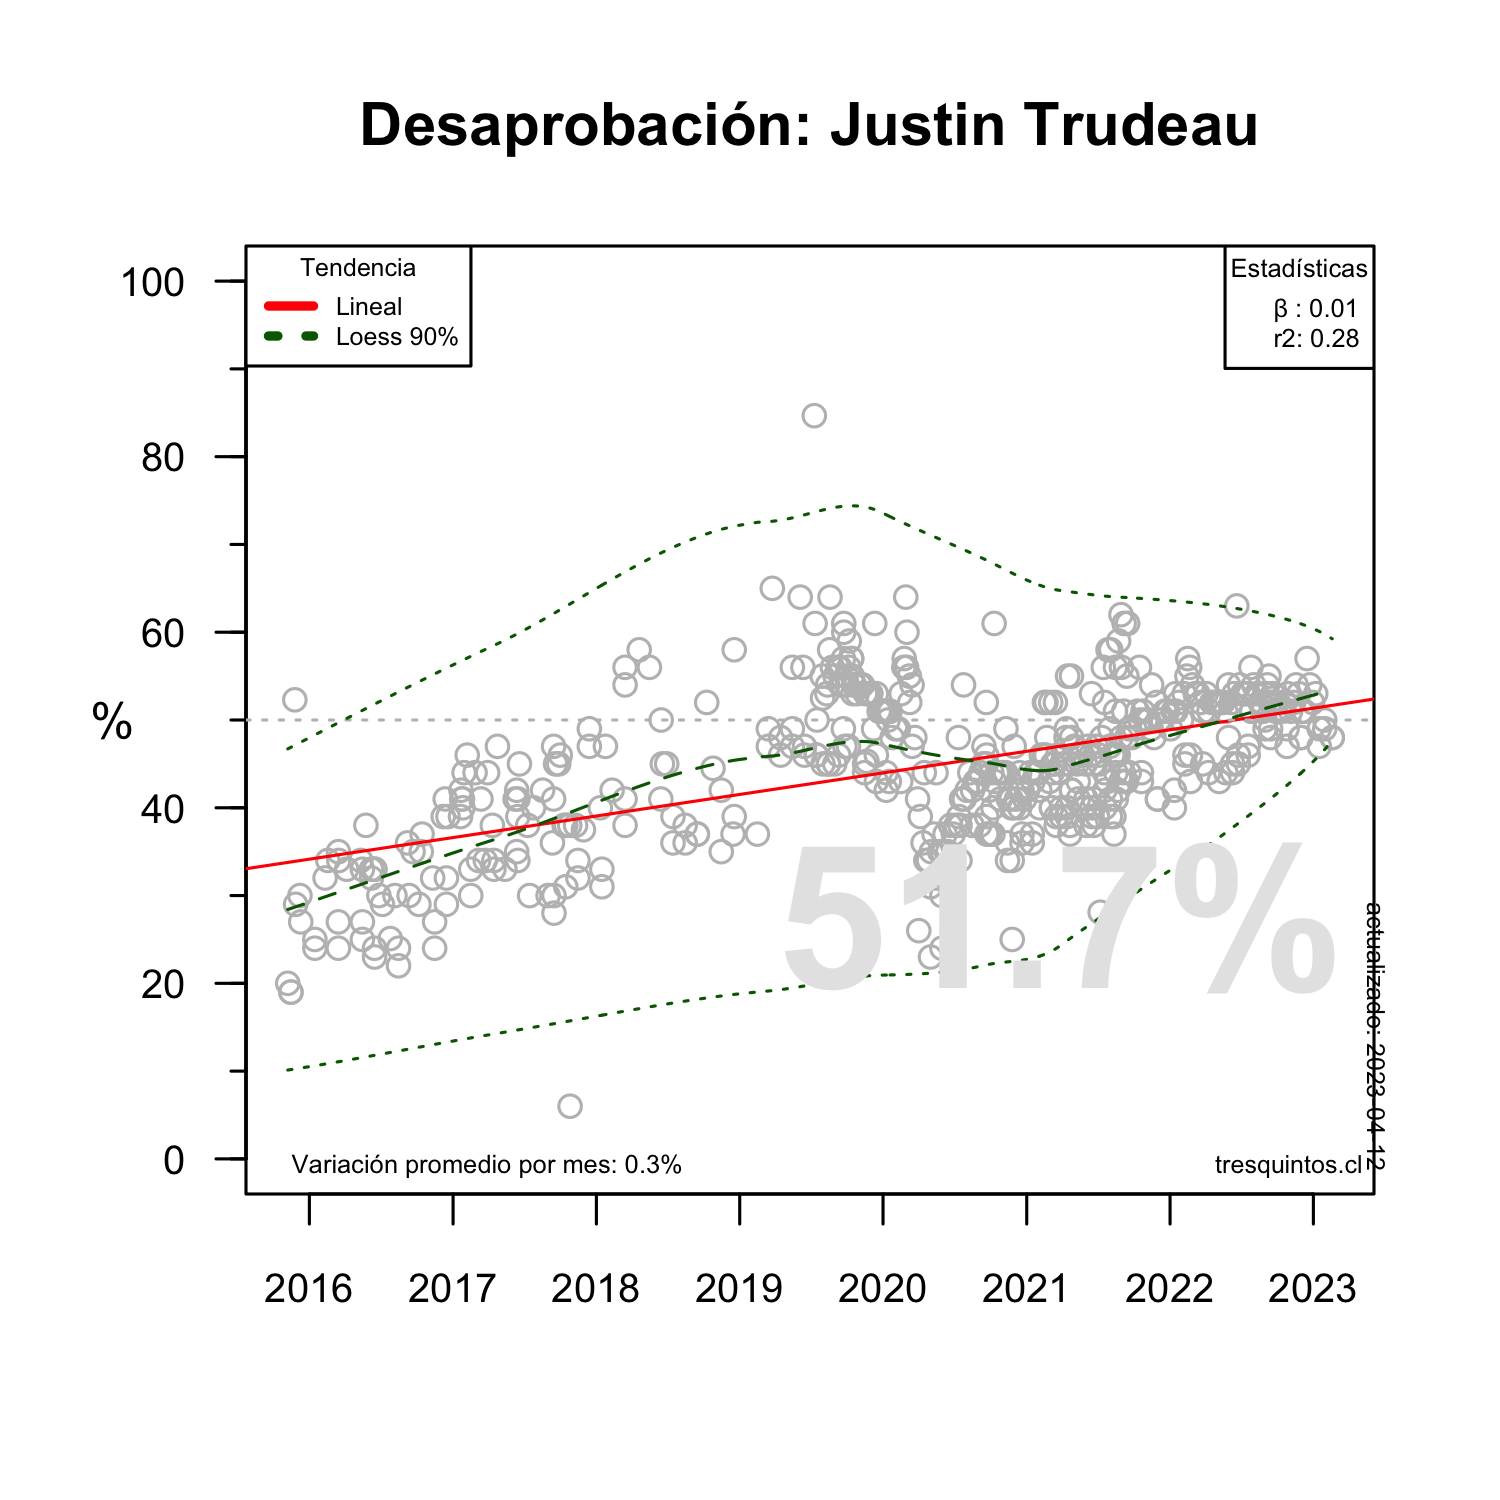 Desaprobación: Justin Trudeau
Tendencia
Lineal
Loess 90%
Estadísticas
β : 0.01
r2: 0.28
100
80
60
%
40
20
0
51.7%
actualizado: 2023-04-12
Variación promedio por mes: 0.3%
tresquintos.cl
2016 2017 2018 2019 2020 2021 2022 2023